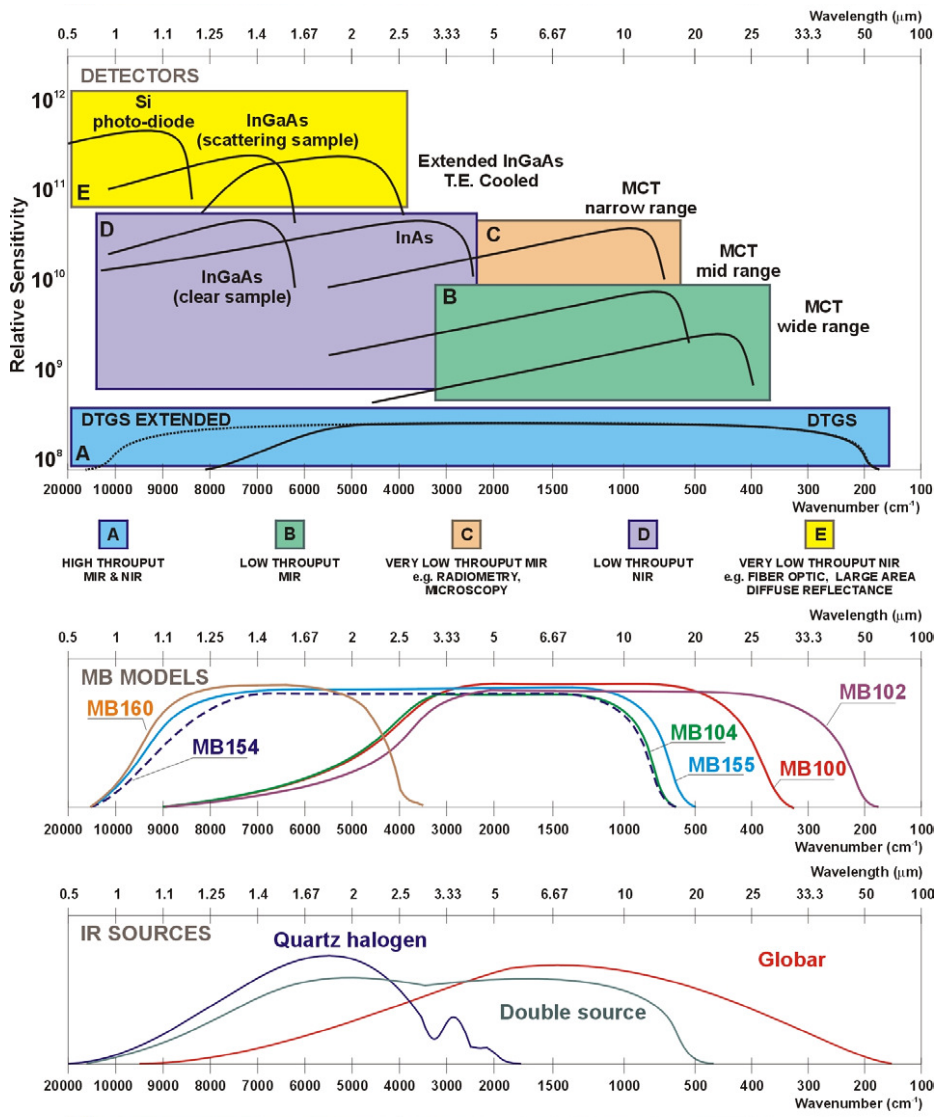 Wavelength (μm)
0.5 1 1.1 1.25 1.4 1.67 2 2.5 3.33 5 6.67 10 20 25 33.3 50 100
DETECTORS
10¹²
Si
photo-diode
InGaAs
(scattering sample)
Extended InGaAs
T.E. Cooled
E
10¹¹
MCT
narrow range
D
C
InAs
MCT
mid range
InGaAs
(clear sample)
10¹⁰
B
MCT
wide range
10⁹
Relative Sensitivity
DTGS EXTENDED
DTGS
A
10⁸
20000 10000 9000 8000 7000 6000 5000 4000 3000 2000 1500 1000 500 400 300 200 100
Wavenumber (cm⁻¹)
A
HIGH THROUPUT
MIR & NIR
B
LOW THROUPUT
MIR
C
VERY LOW THROUPUT MIR
e.g. RADIOMETRY,
MICROSCOPY
D
LOW THROUPUT
NIR
E
VERY LOW THROUPUT NIR
e.g. FIBER OPTIC, LARGE AREA
DIFFUSE REFLECTANCE
Wavelength (μm)
0.5 1 1.1 1.25 1.4 1.67 2 2.5 3.33 5 6.67 10 20 25 33.3 50 100
MB MODELS
MB160
MB154
MB102
MB104
MB155
MB100
20000 10000 9000 8000 7000 6000 5000 4000 3000 2000 1500 1000 500 400 300 200 100
Wavenumber (cm⁻¹)
Wavelength (μm)
0.5 1 1.1 1.25 1.4 1.67 2 2.5 3.33 5 6.67 10 20 25 33.3 50 100
IR SOURCES
Quartz halogen
Globar
Double source
20000 10000 9000 8000 7000 6000 5000 4000 3000 2000 1500 1000 500 400 300 200 100
Wavenumber (cm⁻¹)